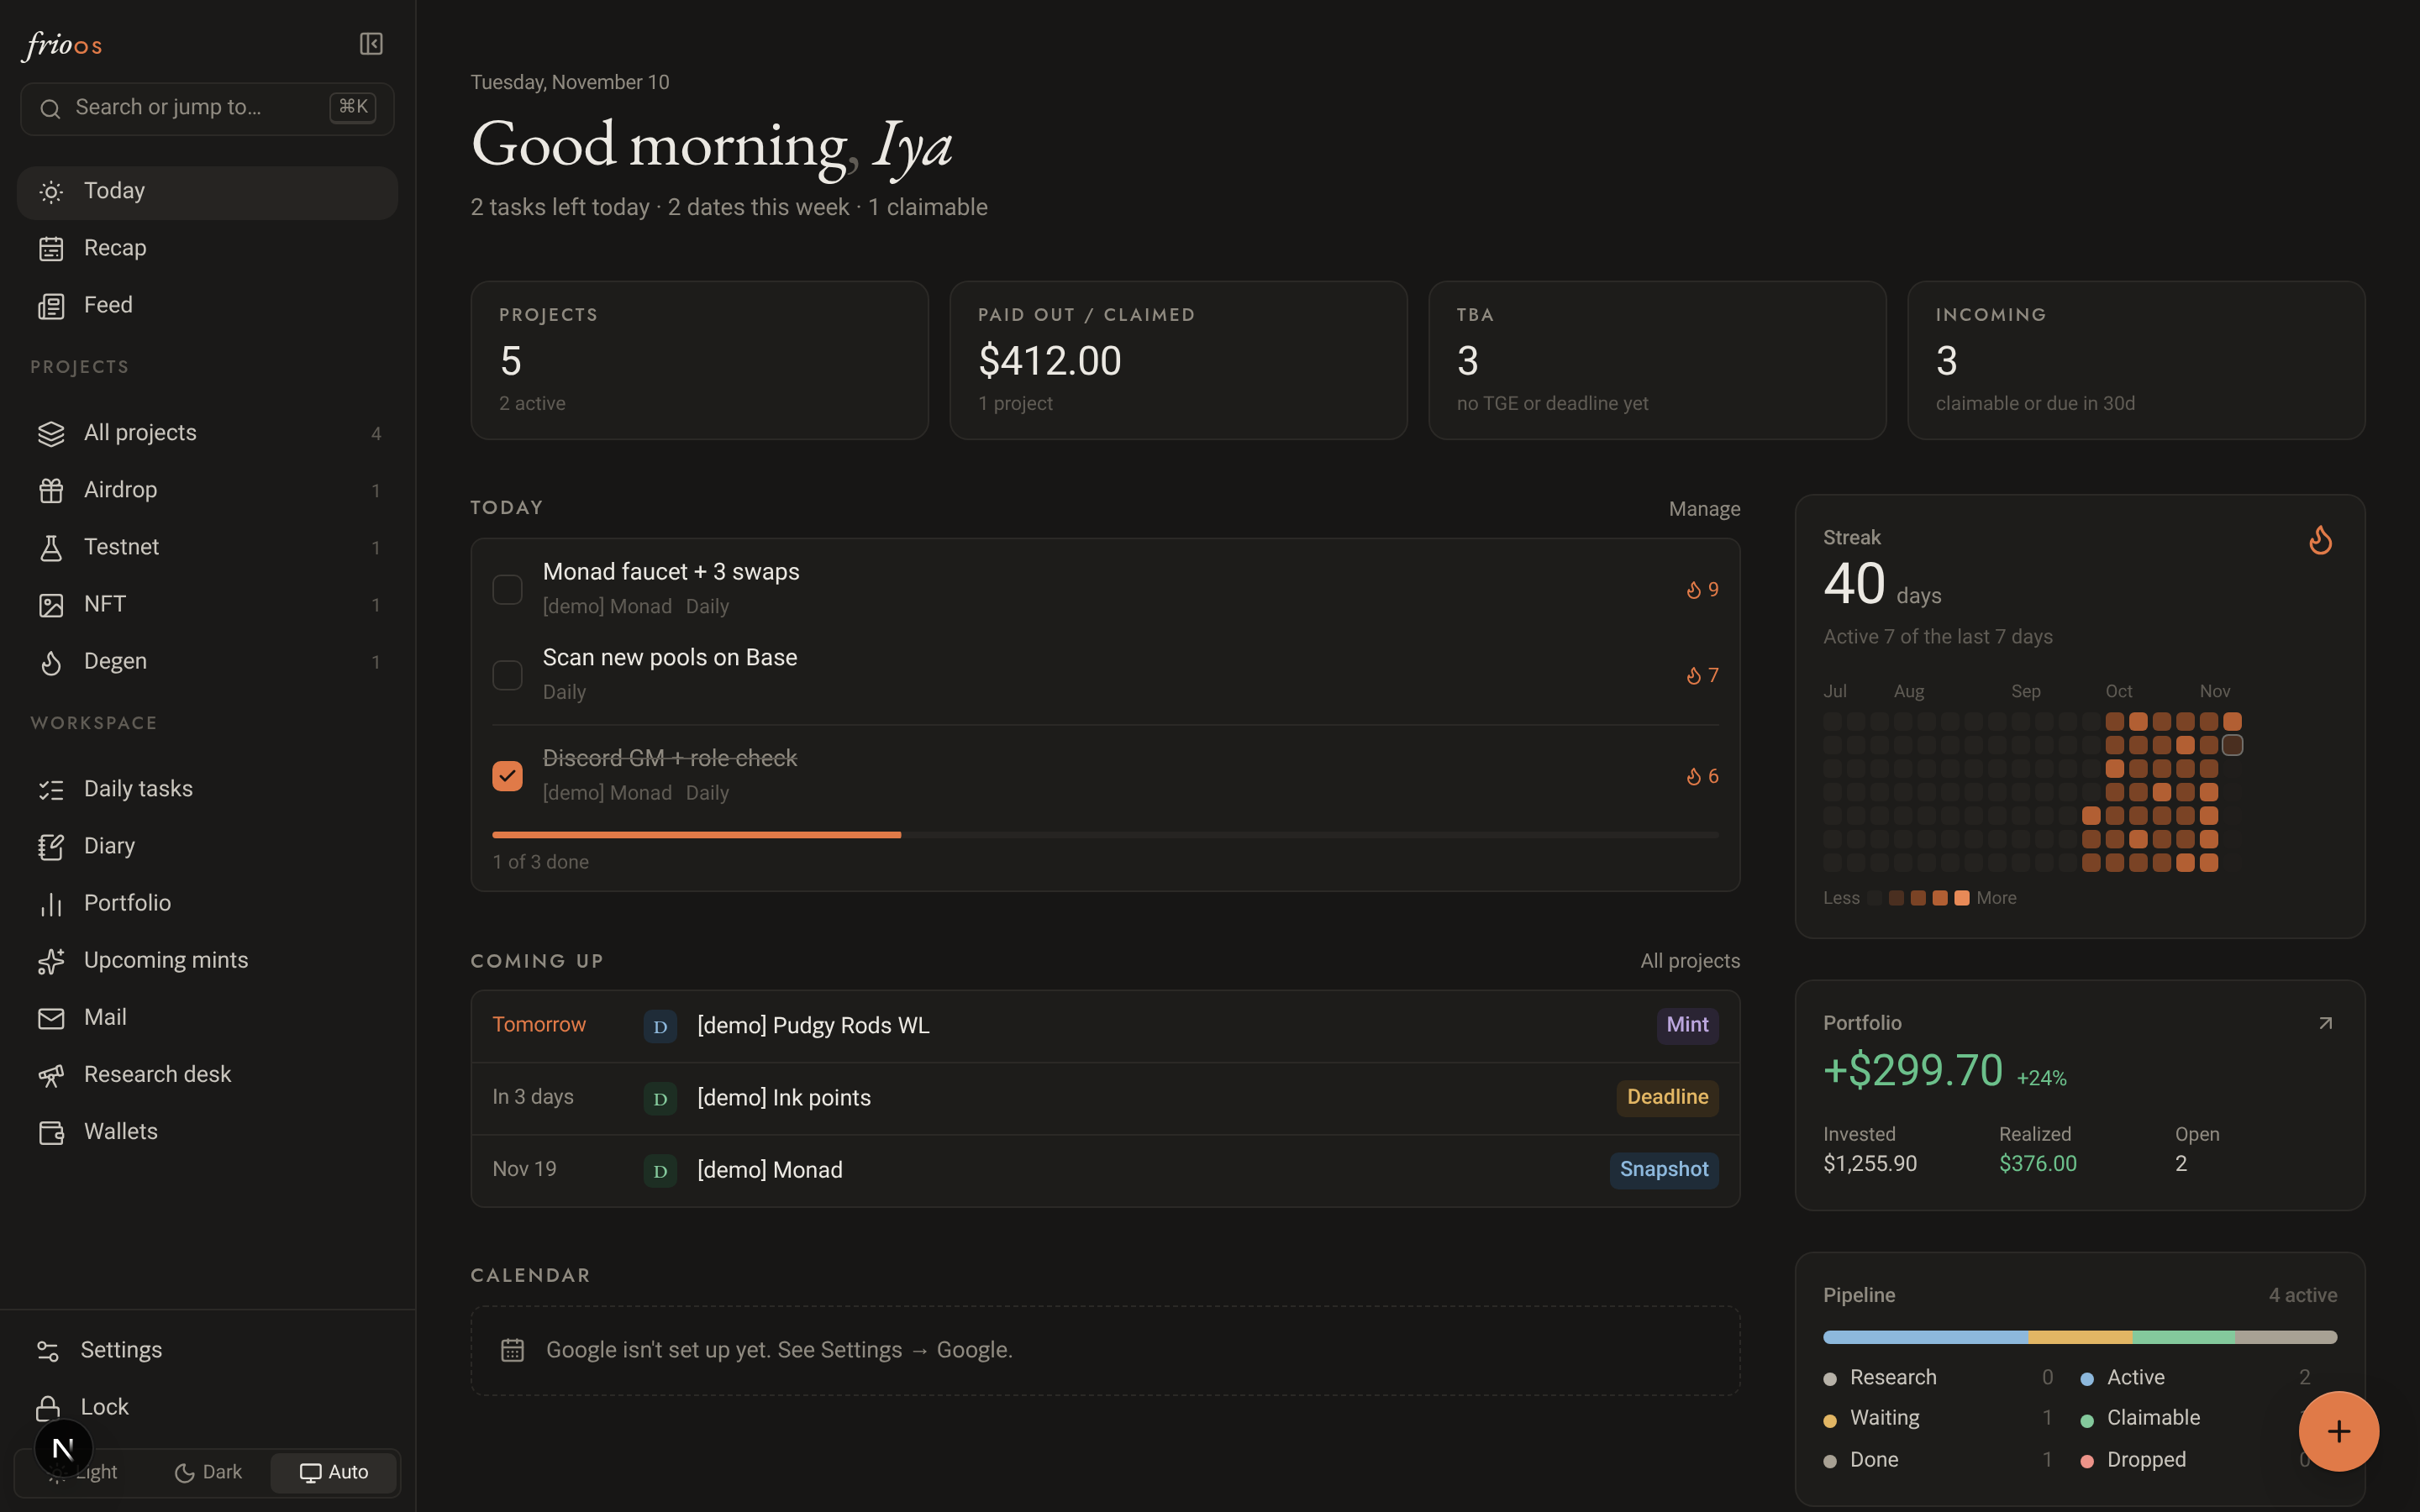 frioos
Search or jump to... ⌘K
Today
Recap
Feed
PROJECTS
All projects 4
Airdrop 1
Testnet 1
NFT 1
Degen 1
WORKSPACE
Daily tasks
Diary
Portfolio
Upcoming mints
Mail
Research desk
Wallets
Settings
Lock
N
Light Dark Auto
Tuesday, November 10
Good morning, Iya
2 tasks left today · 2 dates this week · 1 claimable
PROJECTS
5
2 active
PAID OUT / CLAIMED
$412.00
1 project
TBA
3
no TGE or deadline yet
INCOMING
3
claimable or due in 30d
TODAY Manage
Monad faucet + 3 swaps
[demo] Monad Daily
9
Scan new pools on Base
Daily
7
Discord GM + role check
[demo] Monad Daily
6
1 of 3 done
COMING UP All projects
Tomorrow D [demo] Pudgy Rods WL Mint
In 3 days D [demo] Ink points Deadline
Nov 19 D [demo] Monad Snapshot
CALENDAR
Google isn't set up yet. See Settings → Google.
Streak
40 days
Active 7 of the last 7 days
Jul Aug Sep Oct Nov
Less More
Portfolio
+$299.70 +24%
Invested Realized Open
$1,255.90 $376.00 2
Pipeline 4 active
Research 0 Active 2
Waiting 1 Claimable
Done 1 Dropped 0